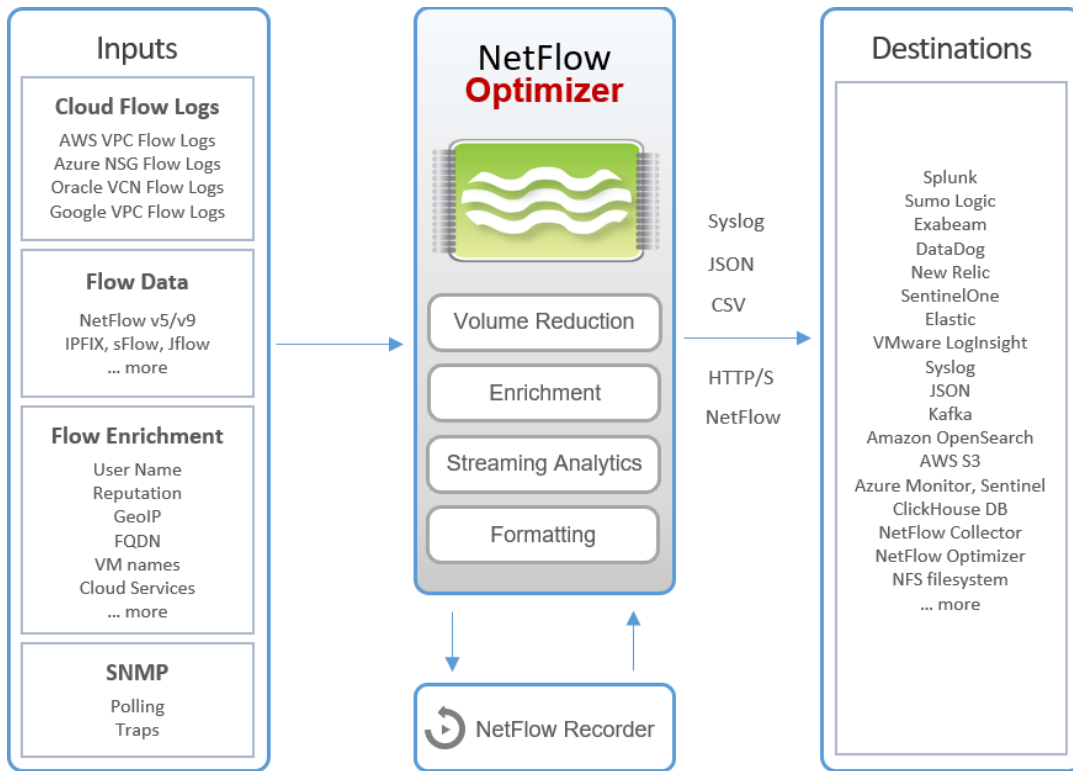 Inputs
Cloud Flow Logs
AWS VPC Flow Logs
Azure NSG Flow Logs
Oracle VCN Flow Logs
Google VPC Flow Logs
Flow Data
NetFlow v5/v9
IPFIX, sFlow, Jflow
... more
Flow Enrichment
User Name
Reputation
GeoIP
FQDN
VM names
Cloud Services
... more
SNMP
Polling
Traps
NetFlow
Optimizer
Volume Reduction
Enrichment
Streaming Analytics
Formatting
NetFlow Recorder
Syslog
JSON
CSV
HTTP/S
NetFlow
Destinations
Splunk
Sumo Logic
Exabeam
DataDog
New Relic
SentinelOne
Elastic
VMware LogInsight
Syslog
JSON
Kafka
Amazon OpenSearch
AWS S3
Azure Monitor, Sentinel
ClickHouse DB
NetFlow Collector
NetFlow Optimizer
NFS filesystem
... more